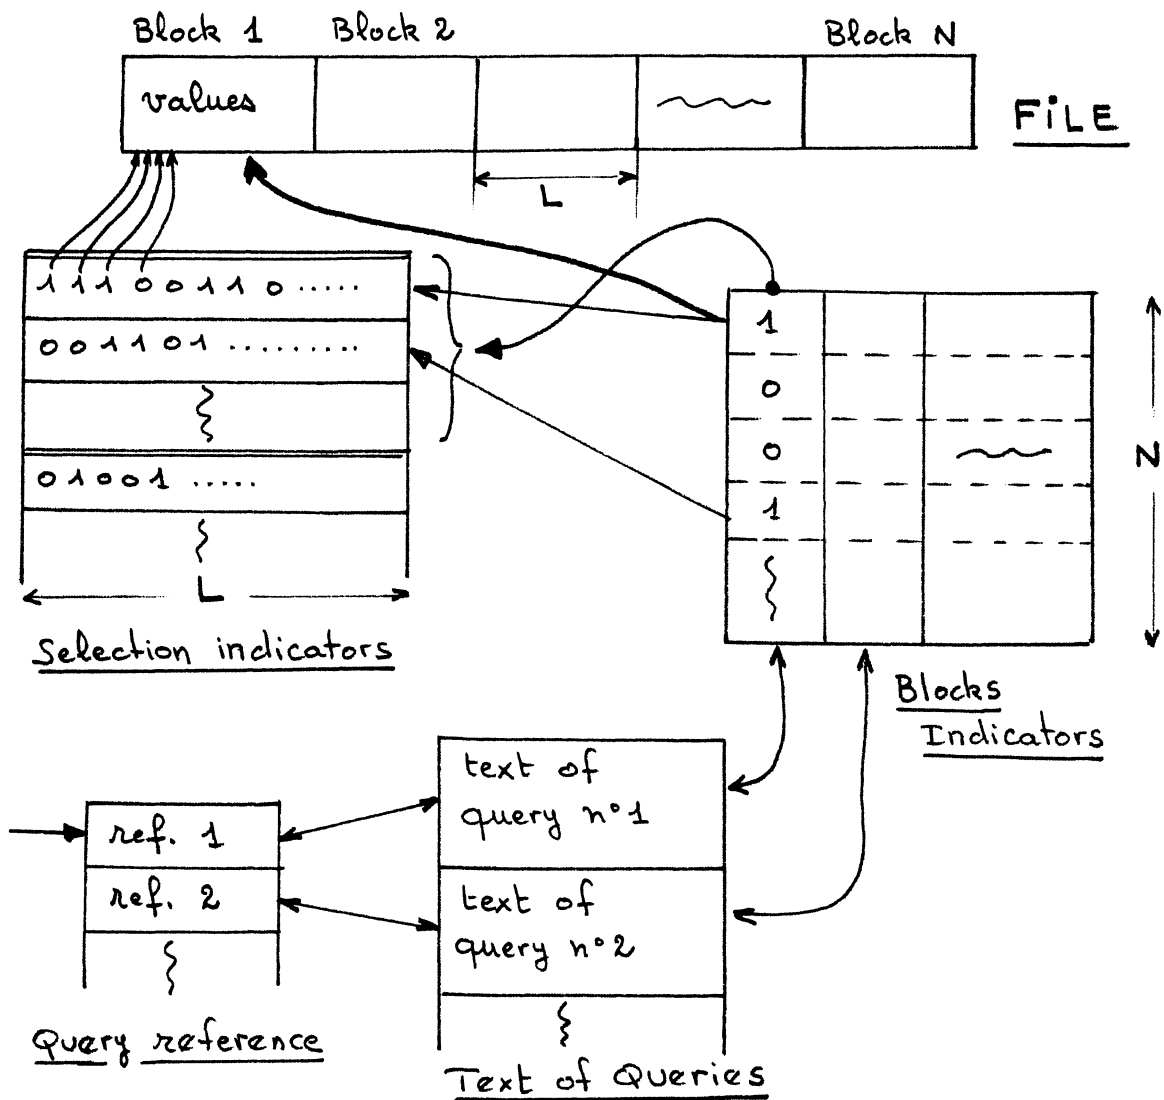 Block 1 Block 2 Block N
values
FILE
L
1 1 1 0 0 1 1 0 .....
0 0 1 1 0 1 .........
0 1 0 0 1 .....
L
Selection indicators
1
0
0
1
N
Blocks
Indicators
ref. 1
ref. 2
Query reference
text of
query n° 1
text of
query n° 2
Text of Queries